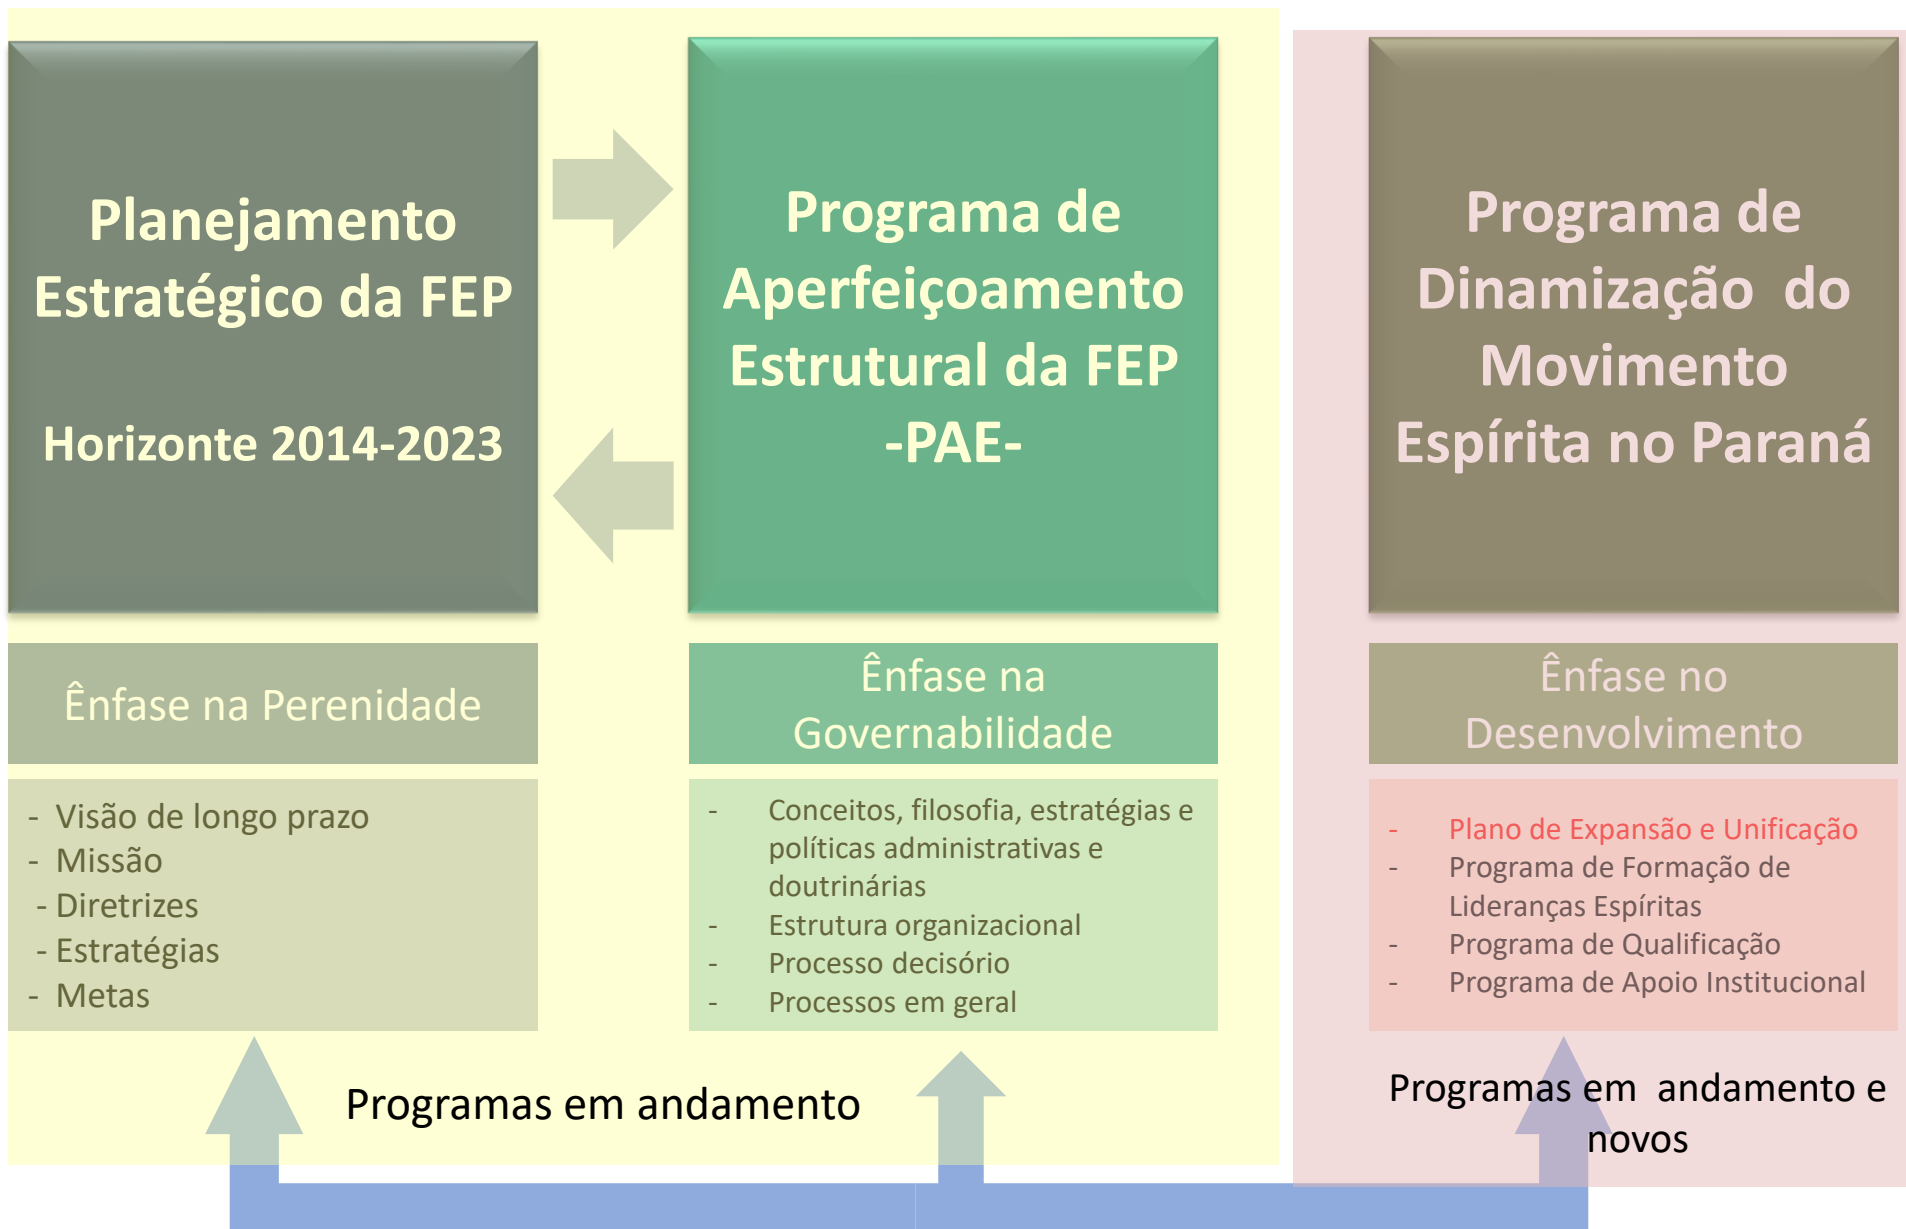 Planejamento
Estratégico da FEP
Horizonte 2014-2023
Programa de
Aperfeiçoamento
Estrutural da FEP
-PAE-
Programa de
Dinamização do
Movimento
Espírita no Paraná
Ênfase na Perenidade
Ênfase na
Governabilidade
Ênfase no
Desenvolvimento
- Visão de longo prazo
- Missão
- Diretrizes
- Estratégias
- Metas
- Conceitos, filosofia, estratégias e
políticas administrativas e
doutrinárias
- Estrutura organizacional
- Processo decisório
- Processos em geral
- Plano de Expansão e Unificação
- Programa de Formação de
Lideranças Espíritas
- Programa de Qualificação
- Programa de Apoio Institucional
Programas em andamento
Programas em andamento e
novos